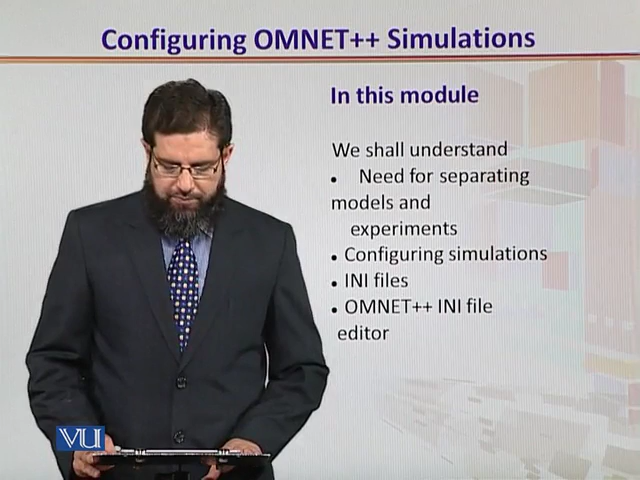 Configuring OMNET++ Simulations
In this module
We shall understand
• Need for separating
models and
experiments
• Configuring simulations
• INI files
• OMNET++ INI file
editor
VU